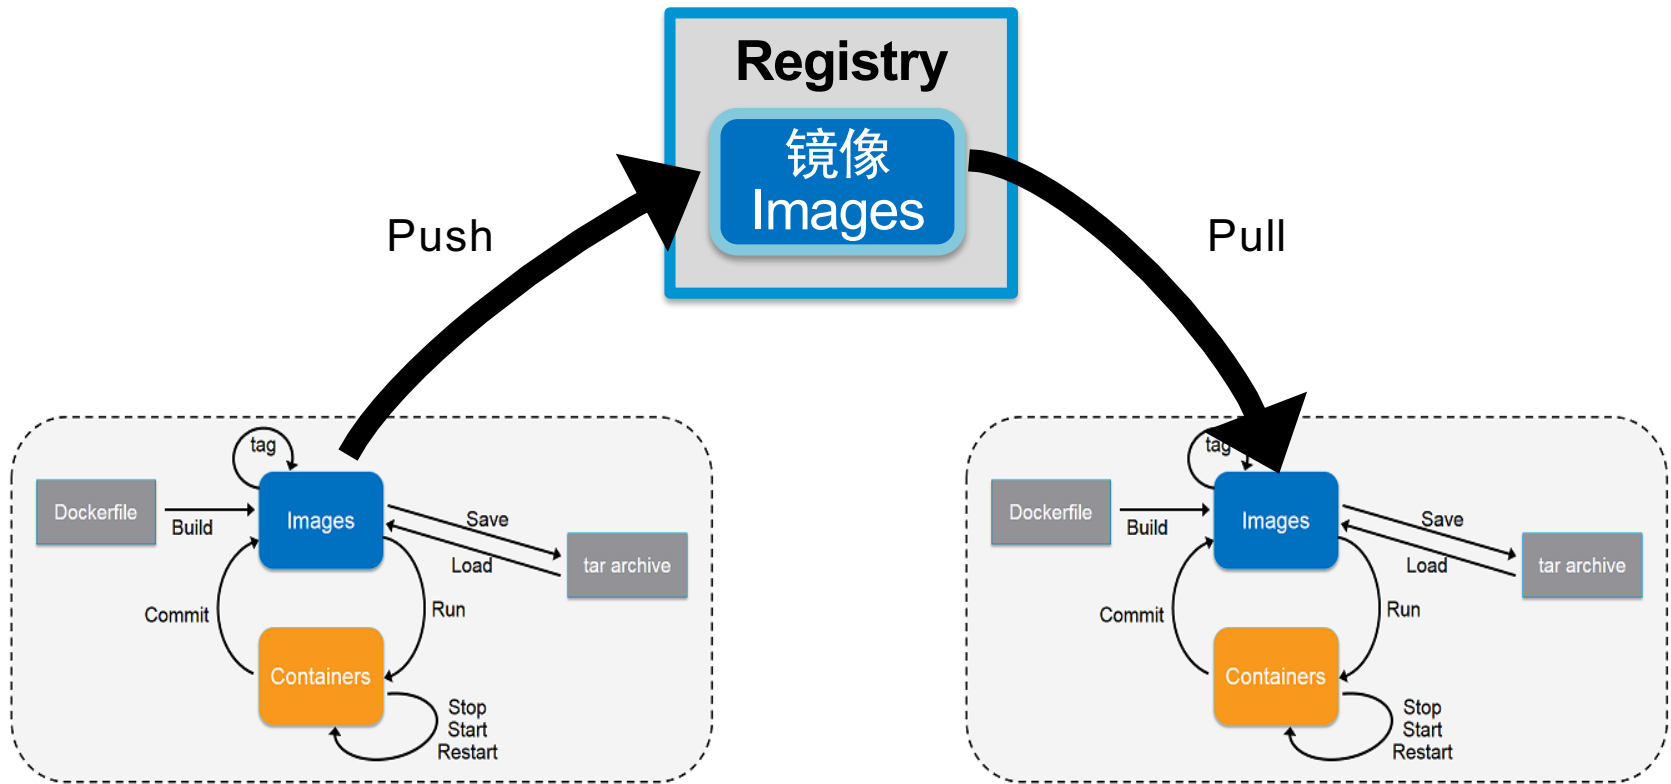 Registry
镜像
Images
Push
Pull
tag
Dockerfile
Build
Images
Save
Load
tar archive
Commit
Run
Containers
Stop
Start
Restart
tag
Dockerfile
Build
Images
Save
Load
tar archive
Commit
Run
Containers
Stop
Start
Restart